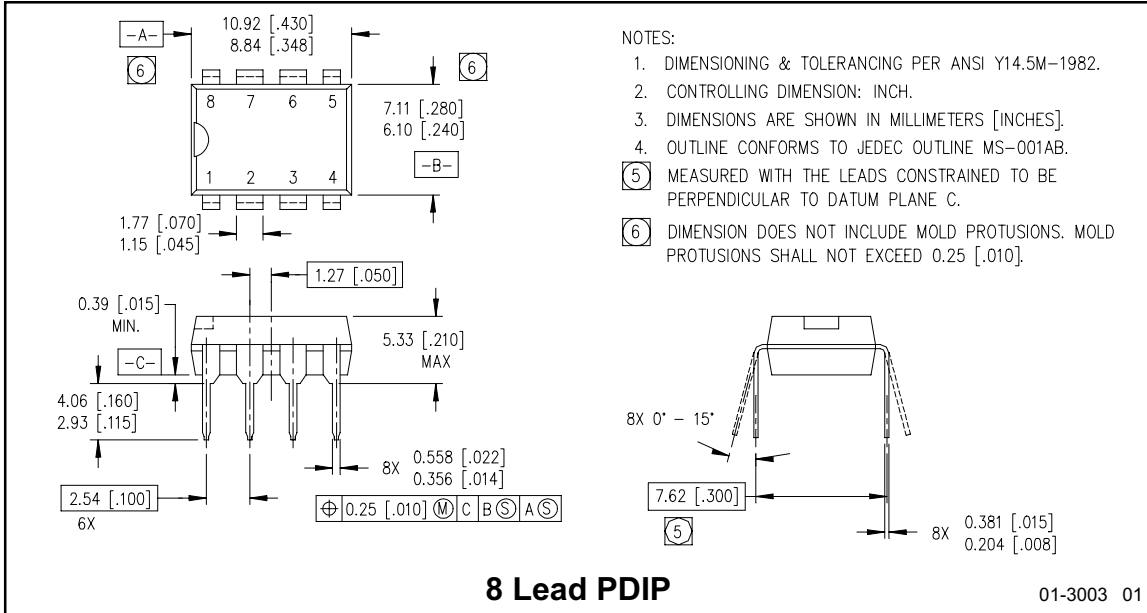 -A-
10.92 [.430]
8.84 [.348]
6
6
8 7 6 5
7.11 [.280]
6.10 [.240]
-B-
1 2 3 4
1.77 [.070]
1.15 [.045]
1.27 [.050]
0.39 [.015]
MIN.
5.33 [.210]
MAX
-C-
4.06 [.160]
2.93 [.115]
8X 0.558 [.022]
0.356 [.014]
2.54 [.100]
6X
⌖ 0.25 [.010] Ⓜ C B Ⓢ A Ⓢ
NOTES:
1. DIMENSIONING & TOLERANCING PER ANSI Y14.5M-1982.
2. CONTROLLING DIMENSION: INCH.
3. DIMENSIONS ARE SHOWN IN MILLIMETERS [INCHES].
4. OUTLINE CONFORMS TO JEDEC OUTLINE MS-001AB.
5 MEASURED WITH THE LEADS CONSTRAINED TO BE
PERPENDICULAR TO DATUM PLANE C.
6 DIMENSION DOES NOT INCLUDE MOLD PROTUSIONS. MOLD
PROTUSIONS SHALL NOT EXCEED 0.25 [.010].
8X 0° - 15°
7.62 [.300]
5
8X 0.381 [.015]
0.204 [.008]
8 Lead PDIP
01-3003 01